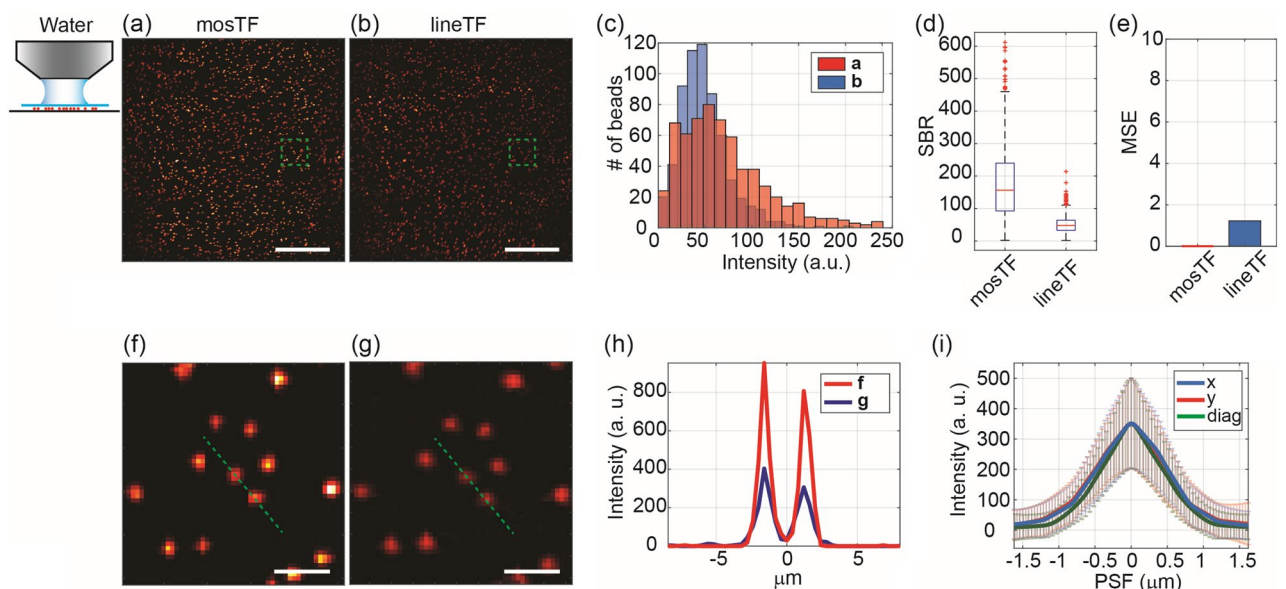 Water
(a) mosTF
(b) lineTF
(c)
120
100
80
60
40
20
0
# of beads
a
b
0 50 100 150 200 250
Intensity (a.u.)
(d)
600
500
400
300
200
100
0
SBR
mosTF
lineTF
(e)
10
8
6
4
2
0
MSE
mosTF
lineTF
(f)
(g)
(h)
800
600
400
200
0
Intensity (a. u.)
f
g
-5 0 5
μm
(i)
500
400
300
200
100
0
Intensity (a. u.)
x
y
diag
-1.5 -1 -0.5 0 0.5 1 1.5
PSF (μm)